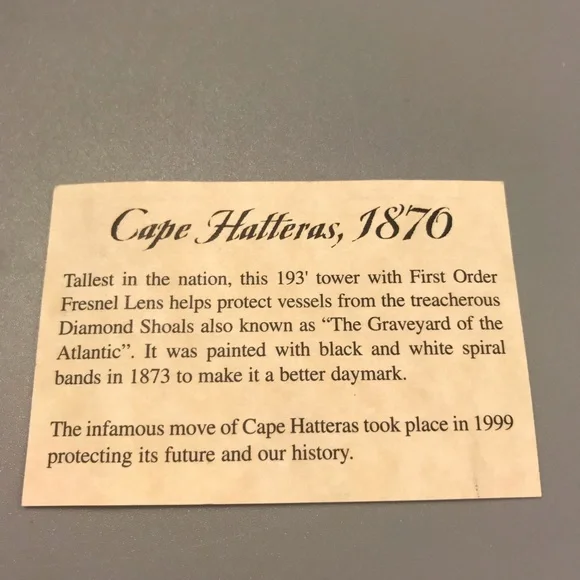 Cape Hatteras, 1870
Tallest in the nation, this 193' tower with First Order
Fresnel Lens helps protect vessels from the treacherous
Diamond Shoals also known as “The Graveyard of the
Atlantic”. It was painted with black and white spiral
bands in 1873 to make it a better daymark.
The infamous move of Cape Hatteras took place in 1999
protecting its future and our history.